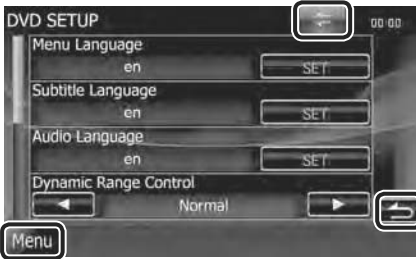 DVD SETUP
00:00
Menu Language
en SET
Subtitle Language
en SET
Audio Language
en SET
Dynamic Range Control
Normal
Menu